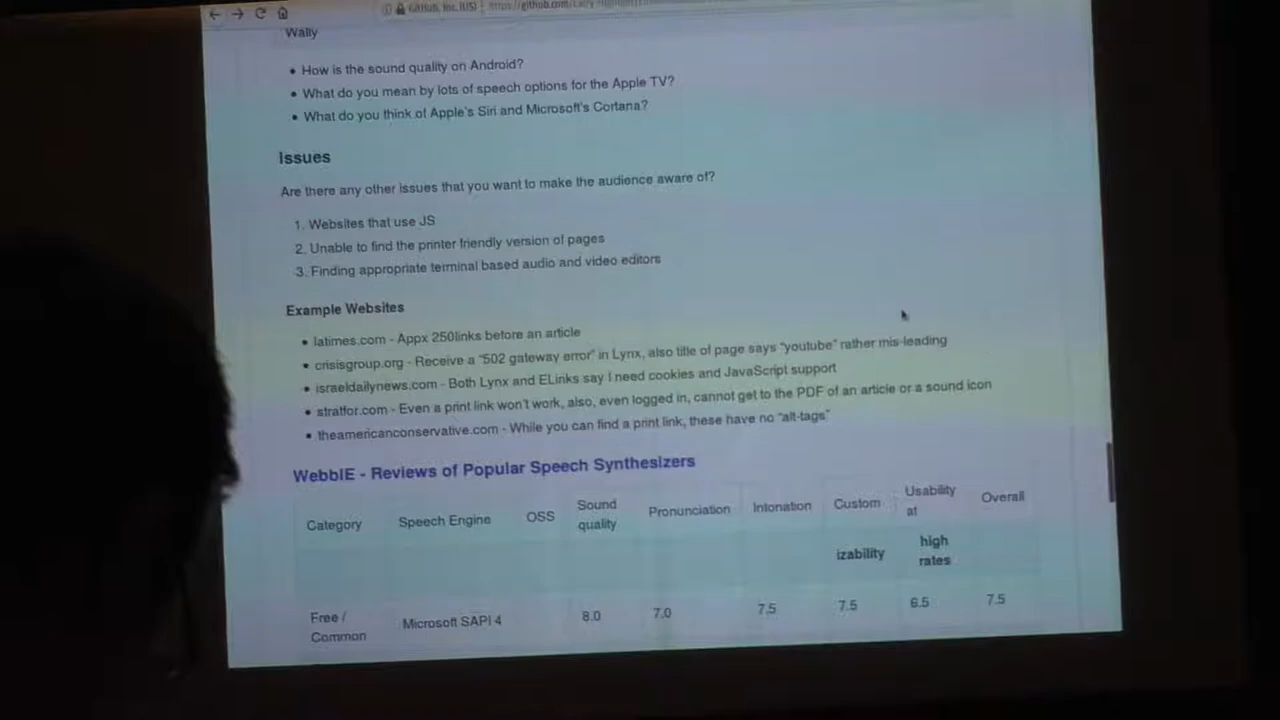 GitHub, Inc. (US)
Wally
• How is the sound quality on Android?
• What do you mean by lots of speech options for the Apple TV?
• What do you think of Apple's Siri and Microsoft's Cortana?
Issues
Are there any other issues that you want to make the audience aware of?
1. Websites that use JS
2. Unable to find the printer friendly version of pages
3. Finding appropriate terminal based audio and video editors
Example Websites
• latimes.com - Appx 250links before an article
• crisisgroup.org - Receive a "502 gateway error" in Lynx, also title of page says "youtube" rather mis-leading
• israeldailynews.com - Both Lynx and ELinks say I need cookies and JavaScript support
• stratfor.com - Even a print link won't work, also, even logged in, cannot get to the PDF of an article or a sound icon
• theamericanconservative.com - While you can find a print link, these have no "alt-tags"
WebbIE - Reviews of Popular Speech Synthesizers
Category Speech Engine OSS Sound quality Pronunciation Intonation Custom Usability at Overall
izability high rates
Free / Common Microsoft SAPI 4 8.0 7.0 7.5 7.5 6.5 7.5